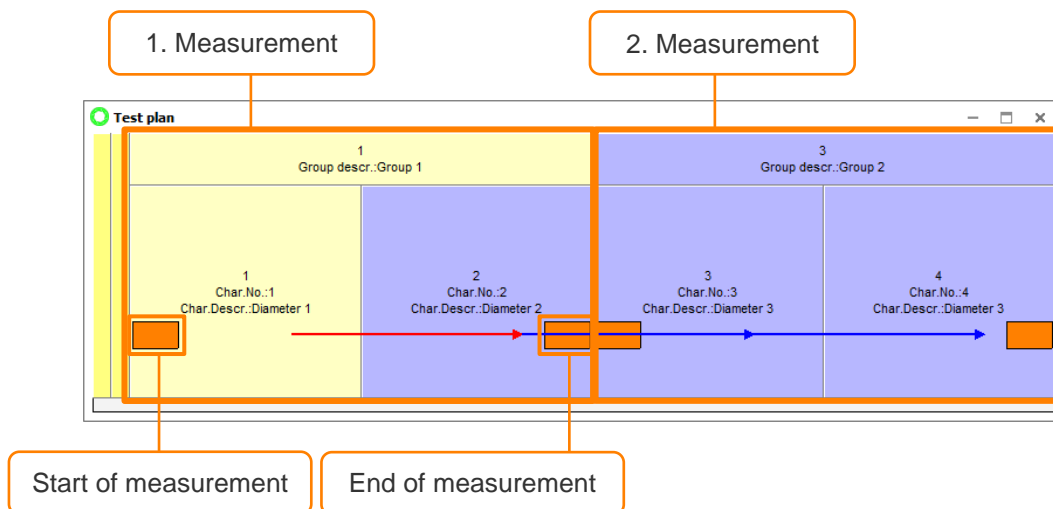 1. Measurement
2. Measurement
Test plan
1
Group descr.:Group 1
3
Group descr.:Group 2
1
Char.No.:1
Char.Descr.:Diameter 1
2
Char.No.:2
Char.Descr.:Diameter 2
3
Char.No.:3
Char.Descr.:Diameter 3
4
Char.No.:4
Char.Descr.:Diameter 3
Start of measurement
End of measurement